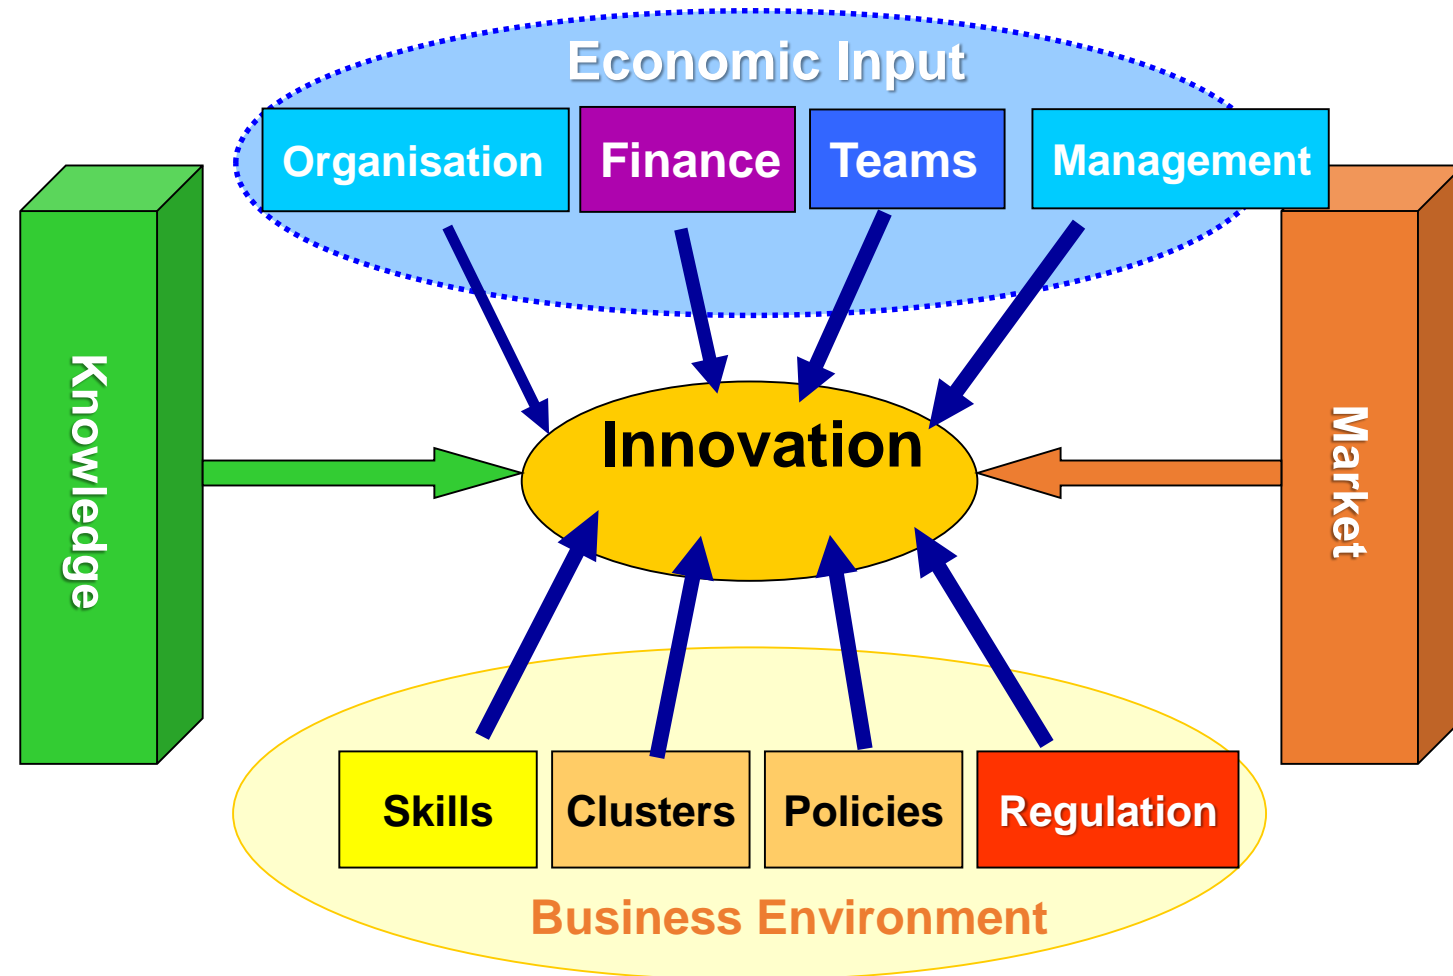 Economic Input
Organisation
Finance
Teams
Management
Knowledge
Innovation
Market
Skills
Clusters
Policies
Regulation
Business Environment